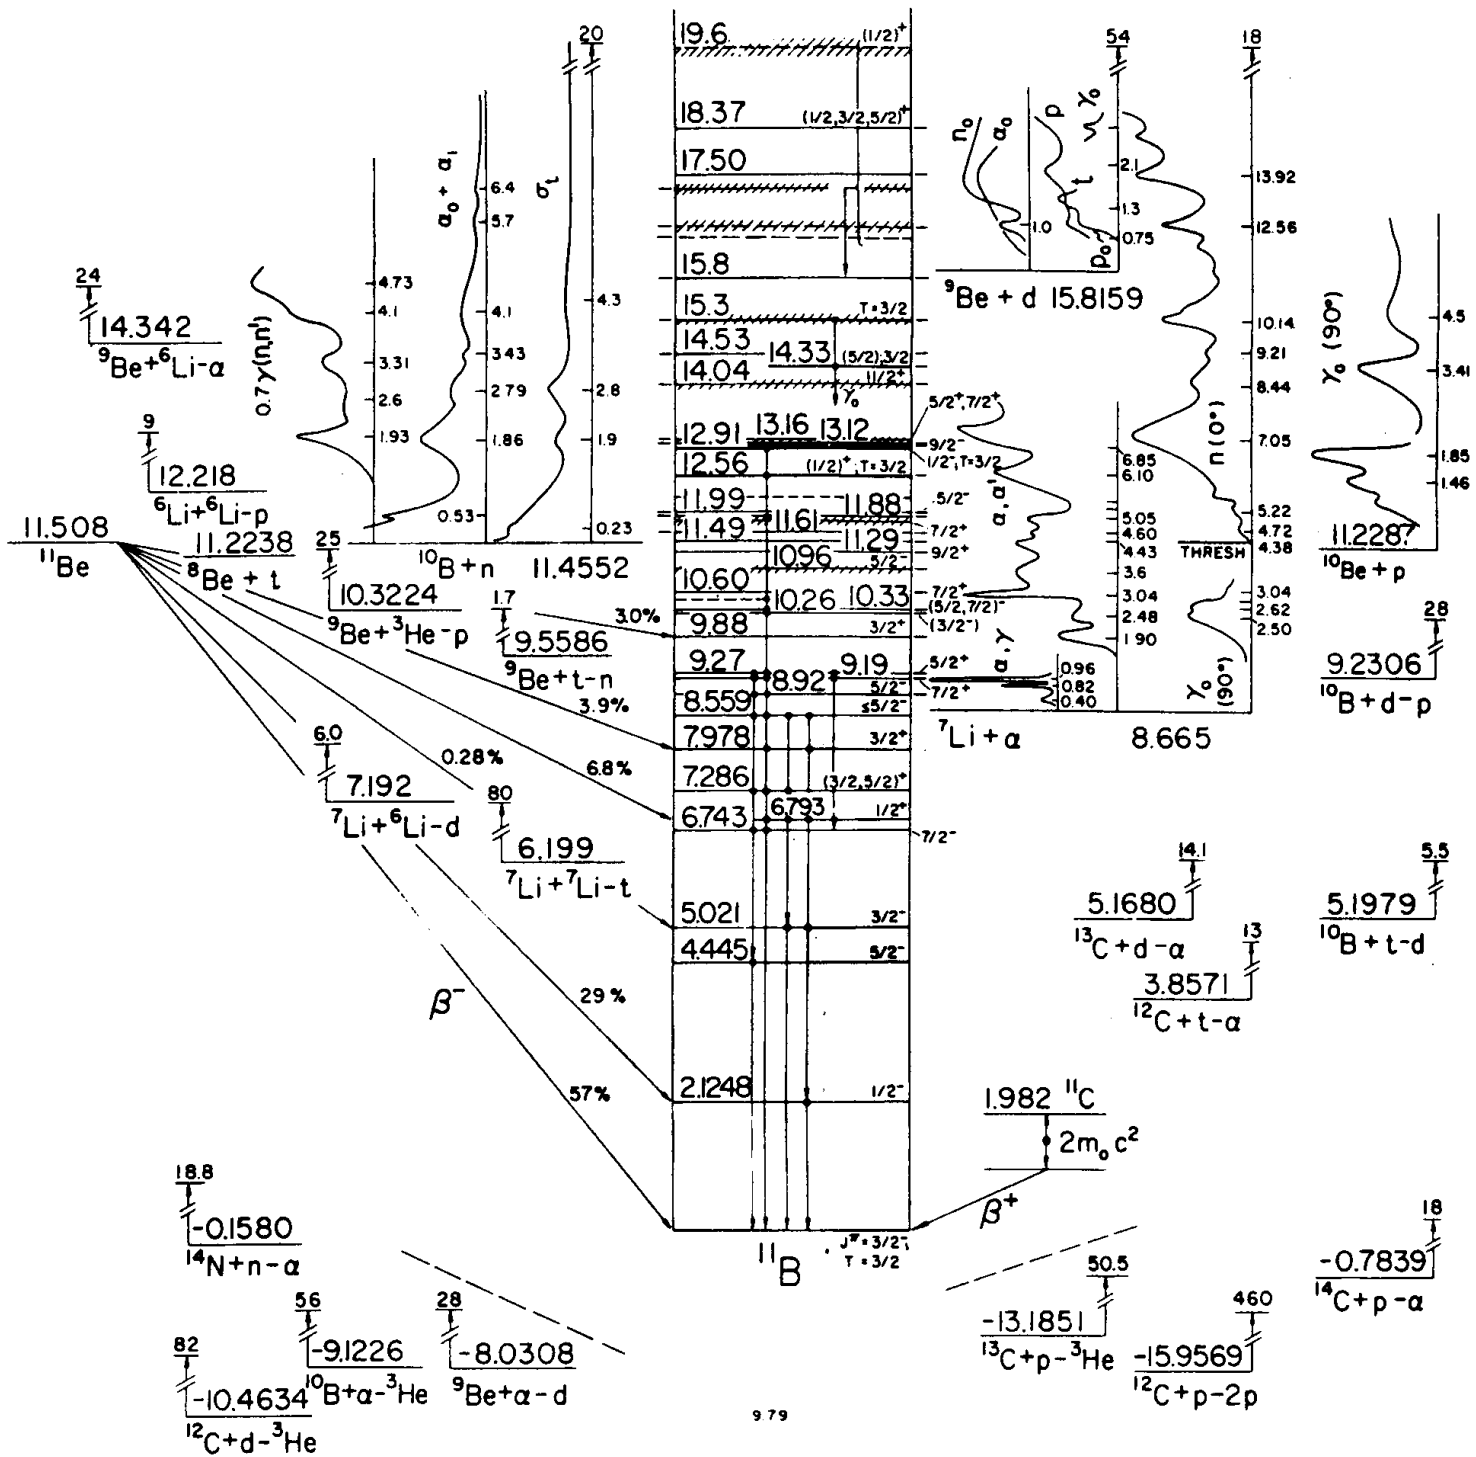 19.6 (1/2)⁺
18.37 (1/2,3/2,5/2)⁺
17.50
15.8
15.3 T=3/2
14.53 14.33 (5/2),3/2
14.04 11/2⁺
γ₀
5/2⁺,7/2⁺
12.91 13.16 13.12 9/2⁻
1/2⁻,T=3/2
12.56 (1/2)⁺,T=3/2
11.99 11.88 5/2⁻
11.61 7/2⁺
11.49 11.29 9/2⁺
10.96 5/2⁻
10.60 7/2⁺
10.26 10.33 (5/2,7/2)⁻
(3/2⁻)
9.88 3/2⁺
9.27 9.19 5/2⁺
8.92 5/2⁻ 7/2⁺
8.559 ≤5/2⁻
7.978 3/2⁺
7.286 (3/2,5/2)⁺
6.743 6.793 1/2⁺
7/2⁻
5.021 3/2⁻
4.445 5/2⁻
2.1248 1/2⁻
¹¹B
Jπ=3/2⁻,
T=3/2
24
14.342
⁹Be+⁶Li-α
9
12.218
⁶Li+⁶Li-p
11.508
¹¹Be
11.2238
⁸Be+t
25
10.3224
⁹Be+³He-p
1.7
9.5586
⁹Be+t-n
6.0
7.192
⁷Li+⁶Li-d
80
6.199
⁷Li+⁷Li-t
3.0%
3.9%
0.28%
6.8%
29%
57%
β⁻
0.7γ(n,n')
4.73
4.1
3.31
2.6
1.93
α₀+α₁
6.4
5.7
4.1
3.43
2.79
1.86
0.53
σt
20
4.3
2.8
1.9
0.23
¹⁰B+n 11.4552
n₀
α₀
1.0
p
t
p₀
γ₀
54
2.1
1.3
0.75
⁹Be+d 15.8159
18
13.92
12.56
10.14
9.21
8.44
7.05
5.22
4.72
4.38
THRESH
n(0°)
3.04
2.62
2.50
γ₀
(90°)
α,α'
6.85
6.10
5.05
4.60
4.43
3.6
3.04
2.48
1.90
α,γ
0.96
0.82
0.40
⁷Li+α 8.665
γ₀ (90°)
4.5
3.41
1.85
1.46
11.2287
¹⁰Be+p
28
9.2306
¹⁰B+d-p
14.1
5.1680
¹³C+d-α
5.5
5.1979
¹⁰B+t-d
13
3.8571
¹²C+t-α
1.982 ¹¹C
2m₀c²
β⁺
18.8
-0.1580
¹⁴N+n-α
56
-9.1226
¹⁰B+α-³He
28
-8.0308
⁹Be+α-d
82
-10.4634
¹²C+d-³He
50.5
-13.1851
¹³C+p-³He
460
-15.9569
¹²C+p-2p
18
-0.7839
¹⁴C+p-α
9.79